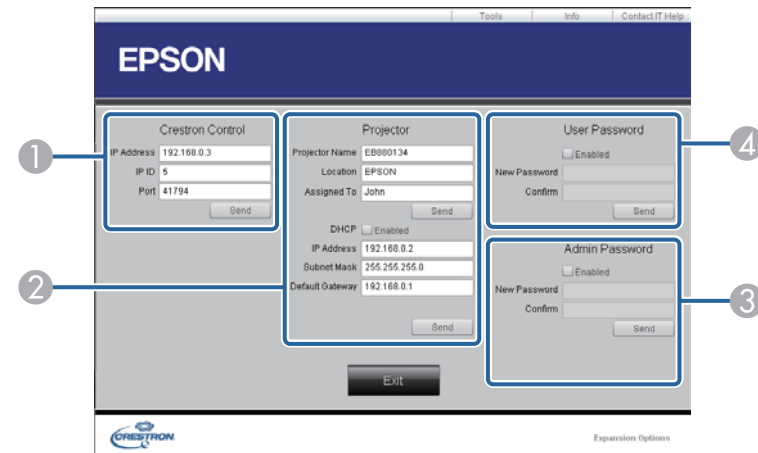 Tools Info Contact IT Help
EPSON
Crestron Control
IP Address 192.168.0.3
IP ID 5
Port 41794
Send
1
Projector
Projector Name EB880134
Location EPSON
Assigned To John
Send
DHCP Enabled
IP Address 192.168.0.2
Subnet Mask 255.255.255.0
Default Gateway 192.168.0.1
Send
2
User Password
Enabled
New Password
Confirm
Send
4
Admin Password
Enabled
New Password
Confirm
Send
3
Exit
CRESTRON
Expansion Options